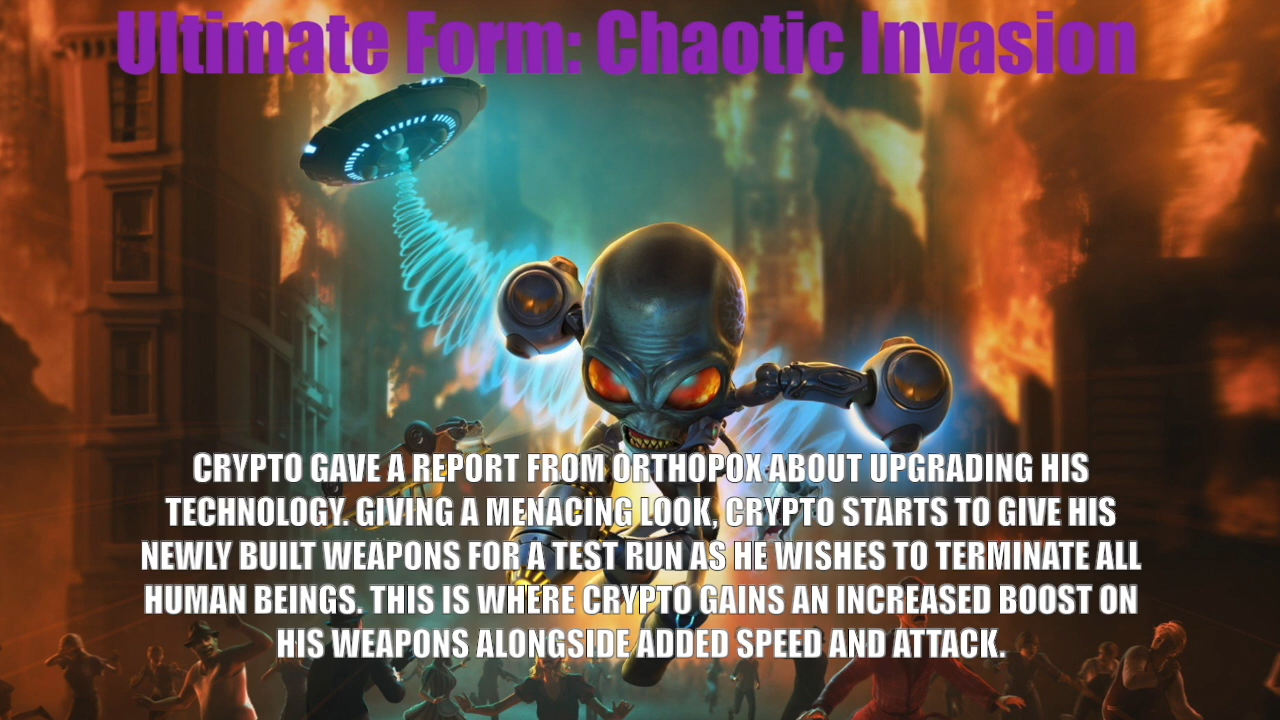 Ultimate Form: Chaotic Invasion
CRYPTO GAVE A REPORT FROM ORTHOPOX ABOUT UPGRADING HIS
TECHNOLOGY. GIVING A MENACING LOOK, CRYPTO STARTS TO GIVE HIS
NEWLY BUILT WEAPONS FOR A TEST RUN AS HE WISHES TO TERMINATE ALL
HUMAN BEINGS. THIS IS WHERE CRYPTO GAINS AN INCREASED BOOST ON
HIS WEAPONS ALONGSIDE ADDED SPEED AND ATTACK.